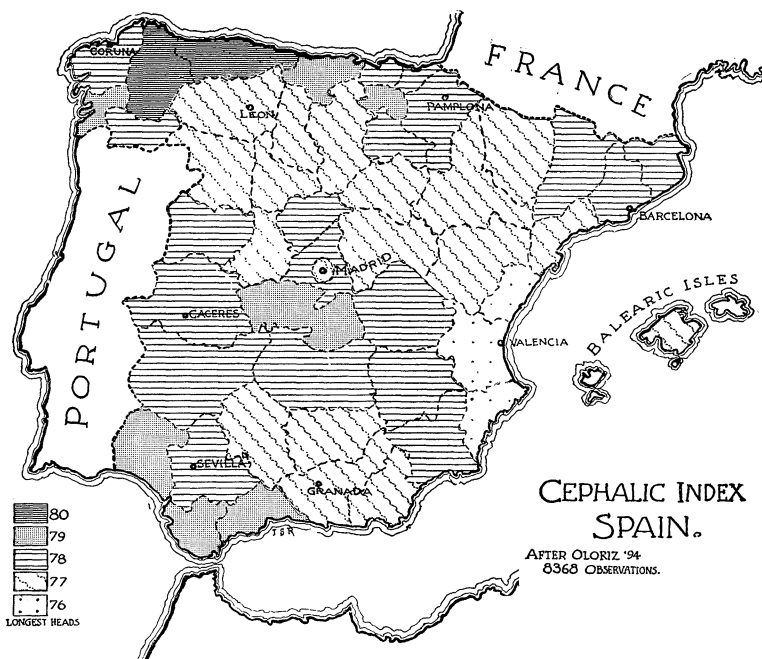 CORUNA
FRANCE
LEON
PAMPLONA
PORTUGAL
BARCELONA
MADRID
BALEARIC ISLES
CACERES
VALENCIA
SEVILLA
GRANADA
CEPHALIC INDEX
SPAIN.
AFTER OLORIZ '94
8368 OBSERVATIONS.
80
79
78
77
76
LONGEST HEADS